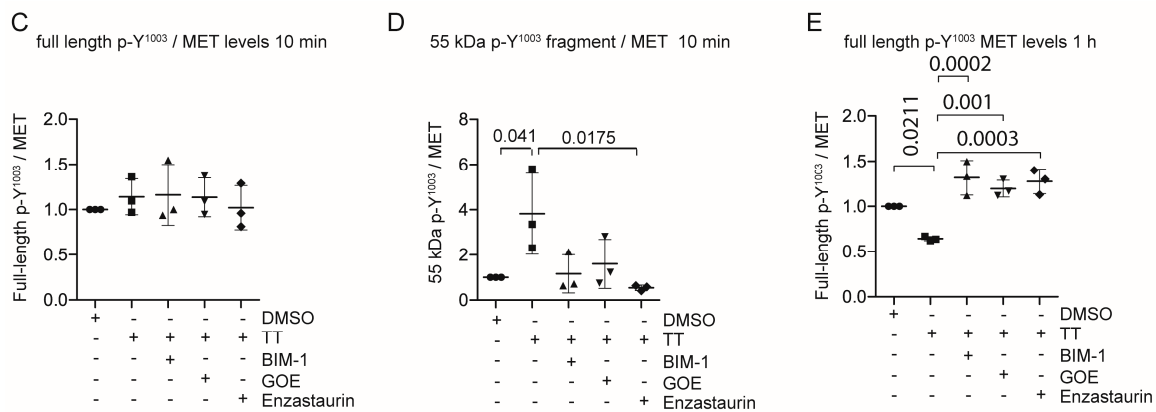 C
full length p-Y¹⁰⁰³ / MET levels 10 min
Full-length p-Y¹⁰⁰³ / MET
2.0
1.5
1.0
0.5
0.0
+ - - - - DMSO
- + + + + TT
- - + - - BIM-1
- - - + - GOE
- - - - + Enzastaurin
D
55 kDa p-Y¹⁰⁰³ fragment / MET 10 min
55 kDa p-Y¹⁰⁰³ / MET
8
6
4
2
0
0.041
0.0175
+ - - - - DMSO
- + + + + TT
- - + - - BIM-1
- - - + - GOE
- - - - + Enzastaurin
E
full length p-Y¹⁰⁰³ MET levels 1 h
Full-length p-Y¹⁰⁰³ / MET
2.0
1.5
1.0
0.5
0.0
0.0002
0.001
0.0003
0.0211
+ - - - - DMSO
- + + + + TT
- - + - - BIM-1
- - - + - GOE
- - - - + Enzastaurin